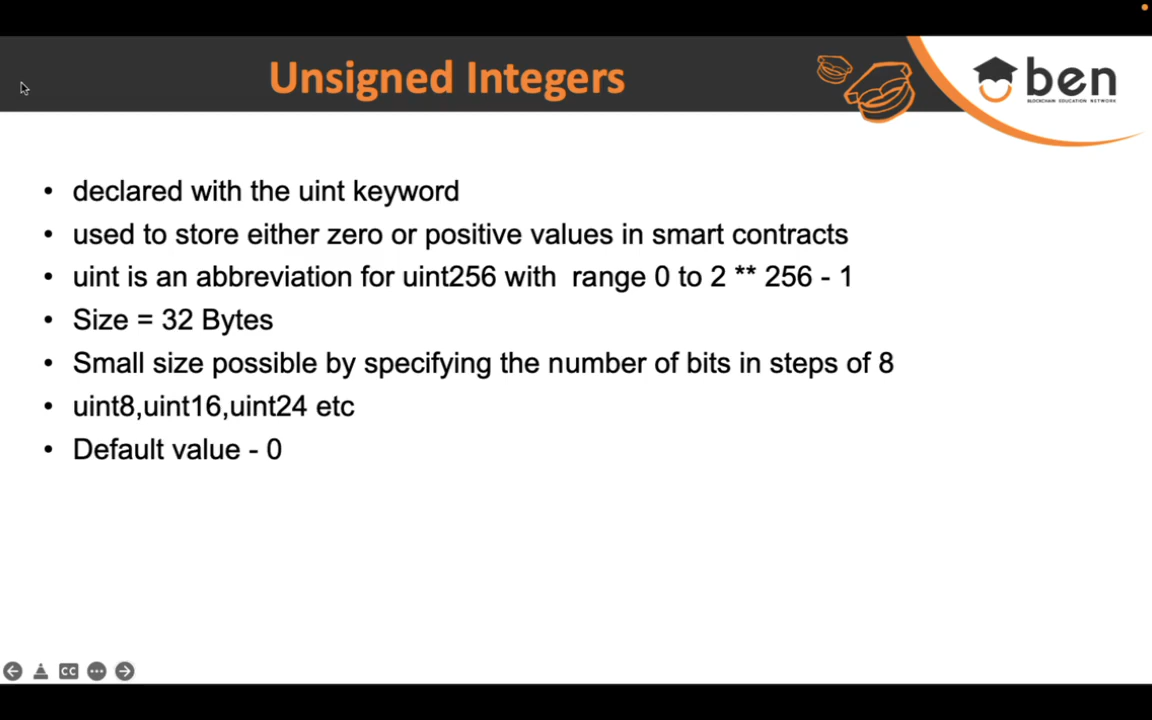 Unsigned Integers
ben
BLOCKCHAIN EDUCATION NETWORK
• declared with the uint keyword
• used to store either zero or positive values in smart contracts
• uint is an abbreviation for uint256 with  range 0 to 2 ** 256 - 1
• Size = 32 Bytes
• Small size possible by specifying the number of bits in steps of 8
• uint8,uint16,uint24 etc
• Default value - 0
CC